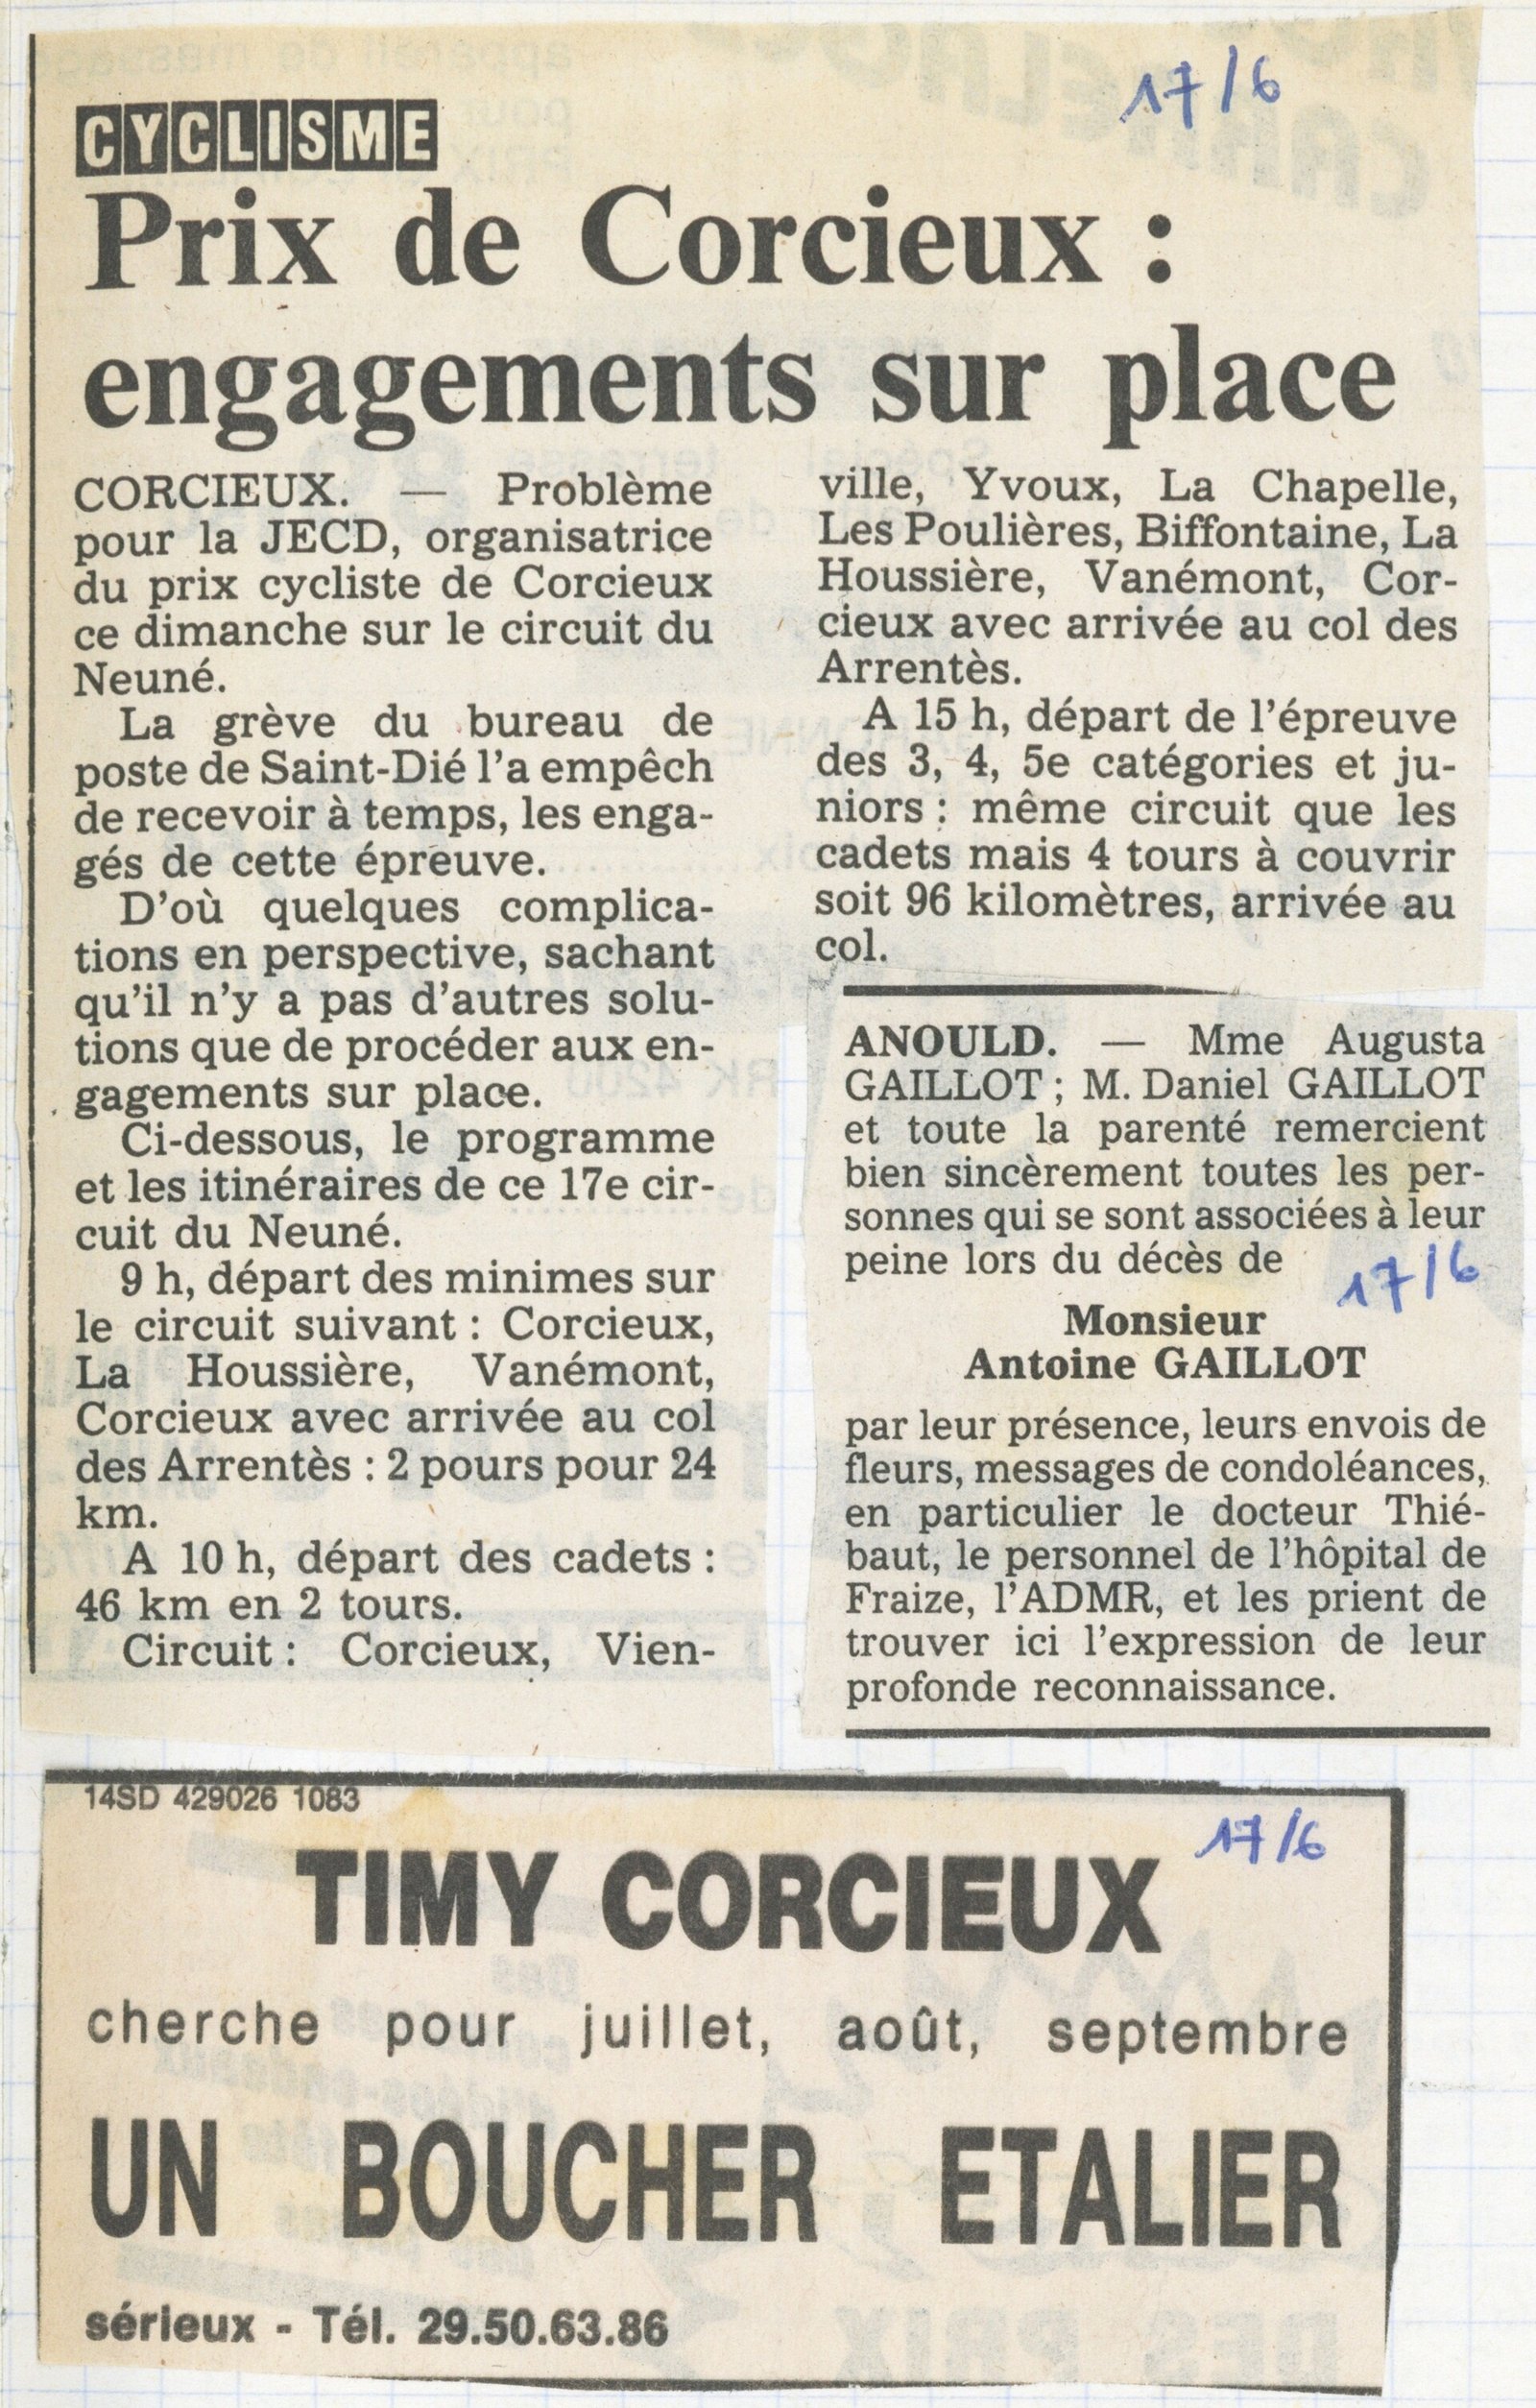 17/6
CYCLISME
Prix de Corcieux :
engagements sur place
CORCIEUX. — Problème
pour la JECD, organisatrice
du prix cycliste de Corcieux
ce dimanche sur le circuit du
Neuné.
La grève du bureau de
poste de Saint-Dié l'a empêch
de recevoir à temps, les enga-
gés de cette épreuve.
D'où quelques complica-
tions en perspective, sachant
qu'il n'y a pas d'autres solu-
tions que de procéder aux en-
gagements sur place.
Ci-dessous, le programme
et les itinéraires de ce 17e cir-
cuit du Neuné.
9 h, départ des minimes sur
le circuit suivant : Corcieux,
La Houssière, Vanémont,
Corcieux avec arrivée au col
des Arrentès : 2 pours pour 24
km.
A 10 h, départ des cadets :
46 km en 2 tours.
Circuit : Corcieux, Vien-
ville, Yvoux, La Chapelle,
Les Poulières, Biffontaine, La
Houssière, Vanémont, Cor-
cieux avec arrivée au col des
Arrentès.
A 15 h, départ de l'épreuve
des 3, 4, 5e catégories et ju-
niors : même circuit que les
cadets mais 4 tours à couvrir
soit 96 kilomètres, arrivée au
col.
ANOULD. — Mme Augusta
GAILLOT ; M. Daniel GAILLOT
et toute la parenté remercient
bien sincèrement toutes les per-
sonnes qui se sont associées à leur
peine lors du décès de
17/6
Monsieur
Antoine GAILLOT
par leur présence, leurs envois de
fleurs, messages de condoléances,
en particulier le docteur Thié-
baut, le personnel de l'hôpital de
Fraize, l'ADMR, et les prient de
trouver ici l'expression de leur
profonde reconnaissance.
14SD 429026 1083
17/6
TIMY CORCIEUX
cherche pour juillet, août, septembre
UN BOUCHER ETALIER
sérieux - Tél. 29.50.63.86